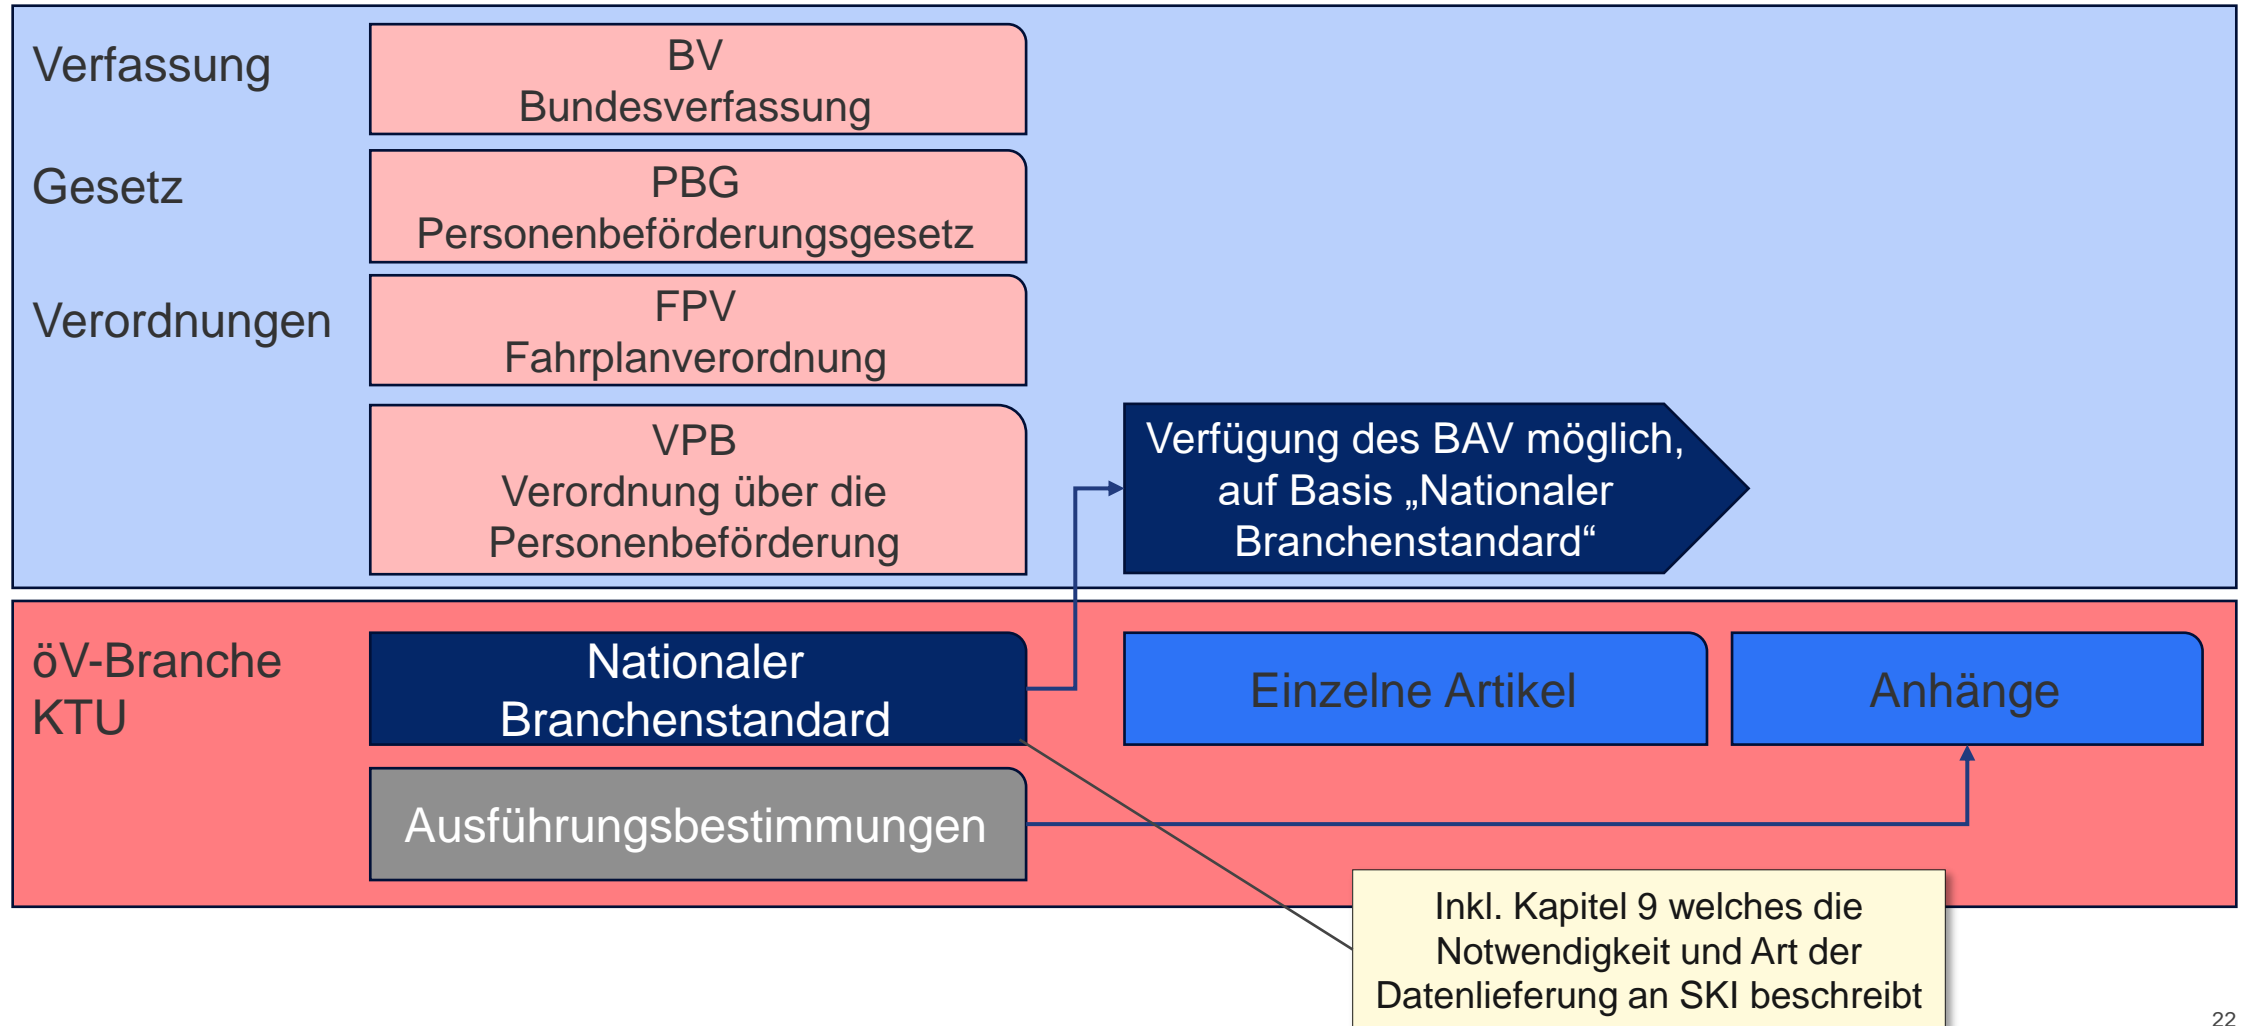 Verfassung
BV
Bundesverfassung
Gesetz
PBG
Personenbeförderungsgesetz
Verordnungen
FPV
Fahrplanverordnung
VPB
Verordnung über die
Personenbeförderung
Verfügung des BAV möglich,
auf Basis „Nationaler
Branchenstandard“
öV-Branche
KTU
Nationaler
Branchenstandard
Einzelne Artikel
Anhänge
Ausführungsbestimmungen
Inkl. Kapitel 9 welches die
Notwendigkeit und Art der
Datenlieferung an SKI beschreibt
22